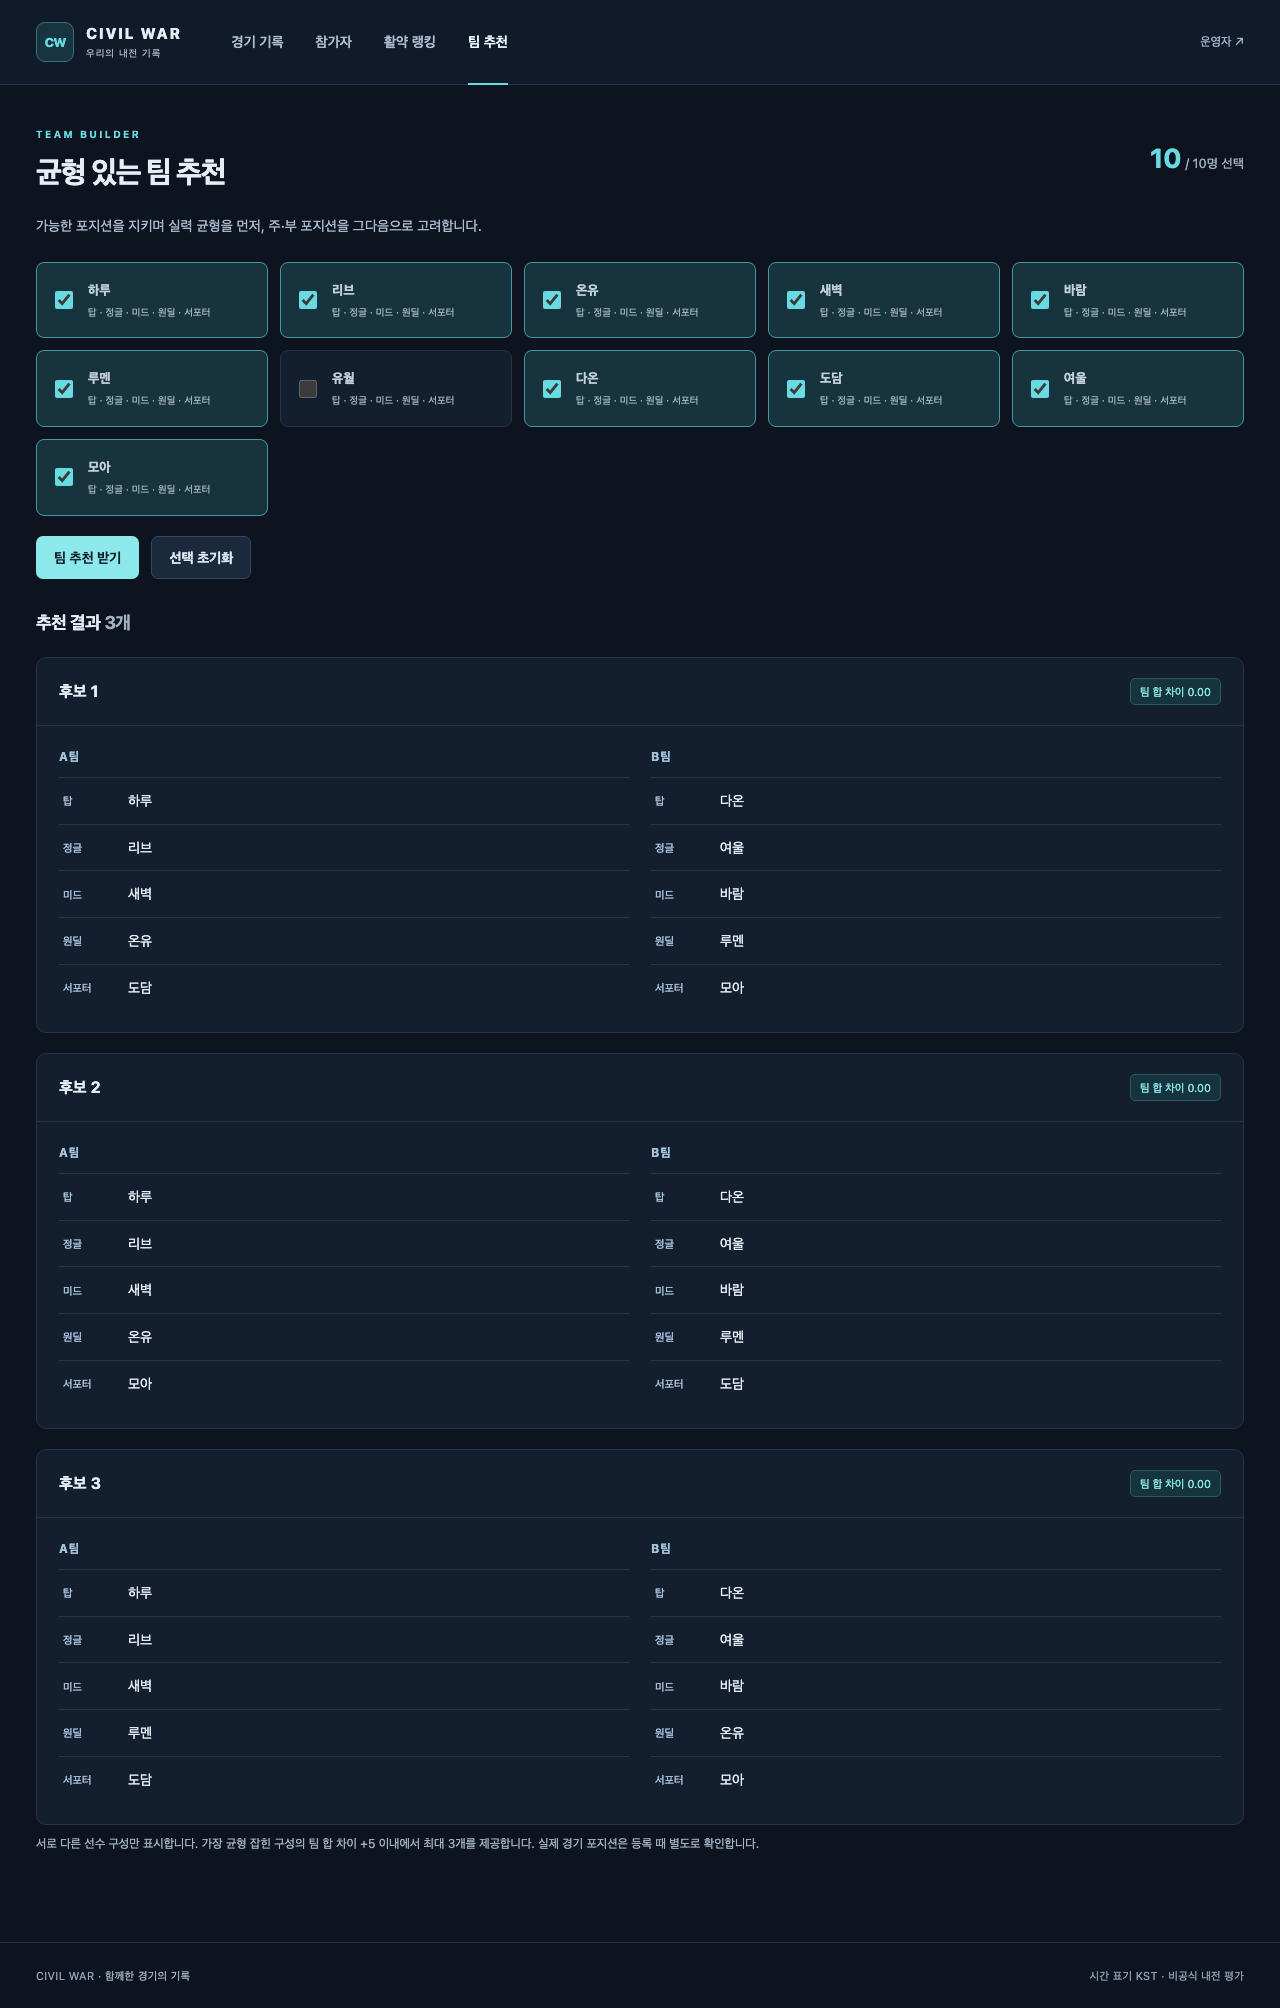 CW
CIVIL WAR
우리의 내전 기록
경기 기록
참가자
활약 랭킹
팀 추천
운영자 ↗
TEAM BUILDER
균형 있는 팀 추천
10 / 10명 선택
가능한 포지션을 지키며 실력 균형을 먼저, 주·부 포지션을 그다음으로 고려합니다.
하루
탑 · 정글 · 미드 · 원딜 · 서포터
리브
탑 · 정글 · 미드 · 원딜 · 서포터
온유
탑 · 정글 · 미드 · 원딜 · 서포터
새벽
탑 · 정글 · 미드 · 원딜 · 서포터
바람
탑 · 정글 · 미드 · 원딜 · 서포터
루멘
탑 · 정글 · 미드 · 원딜 · 서포터
유월
탑 · 정글 · 미드 · 원딜 · 서포터
다온
탑 · 정글 · 미드 · 원딜 · 서포터
도담
탑 · 정글 · 미드 · 원딜 · 서포터
여울
탑 · 정글 · 미드 · 원딜 · 서포터
모아
탑 · 정글 · 미드 · 원딜 · 서포터
팀 추천 받기
선택 초기화
추천 결과 3개
후보 1
팀 합 차이 0.00
A팀
탑 하루
정글 리브
미드 새벽
원딜 온유
서포터 도담
B팀
탑 다온
정글 여울
미드 바람
원딜 루멘
서포터 모아
후보 2
팀 합 차이 0.00
A팀
탑 하루
정글 리브
미드 새벽
원딜 온유
서포터 모아
B팀
탑 다온
정글 여울
미드 바람
원딜 루멘
서포터 도담
후보 3
팀 합 차이 0.00
A팀
탑 하루
정글 리브
미드 새벽
원딜 루멘
서포터 도담
B팀
탑 다온
정글 여울
미드 바람
원딜 온유
서포터 모아
서로 다른 선수 구성만 표시합니다. 가장 균형 잡힌 구성의 팀 합 차이 +5 이내에서 최대 3개를 제공합니다. 실제 경기 포지션은 등록 때 별도로 확인합니다.
CIVIL WAR · 함께한 경기의 기록
시간 표기 KST · 비공식 내전 평가